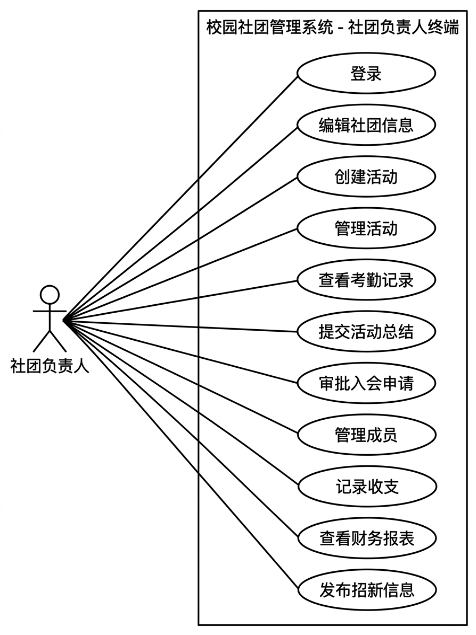 校园社团管理系统 - 社团负责人终端
登录
编辑社团信息
创建活动
管理活动
查看考勤记录
提交活动总结
社团负责人
审批入会申请
管理成员
记录收支
查看财务报表
发布招新信息